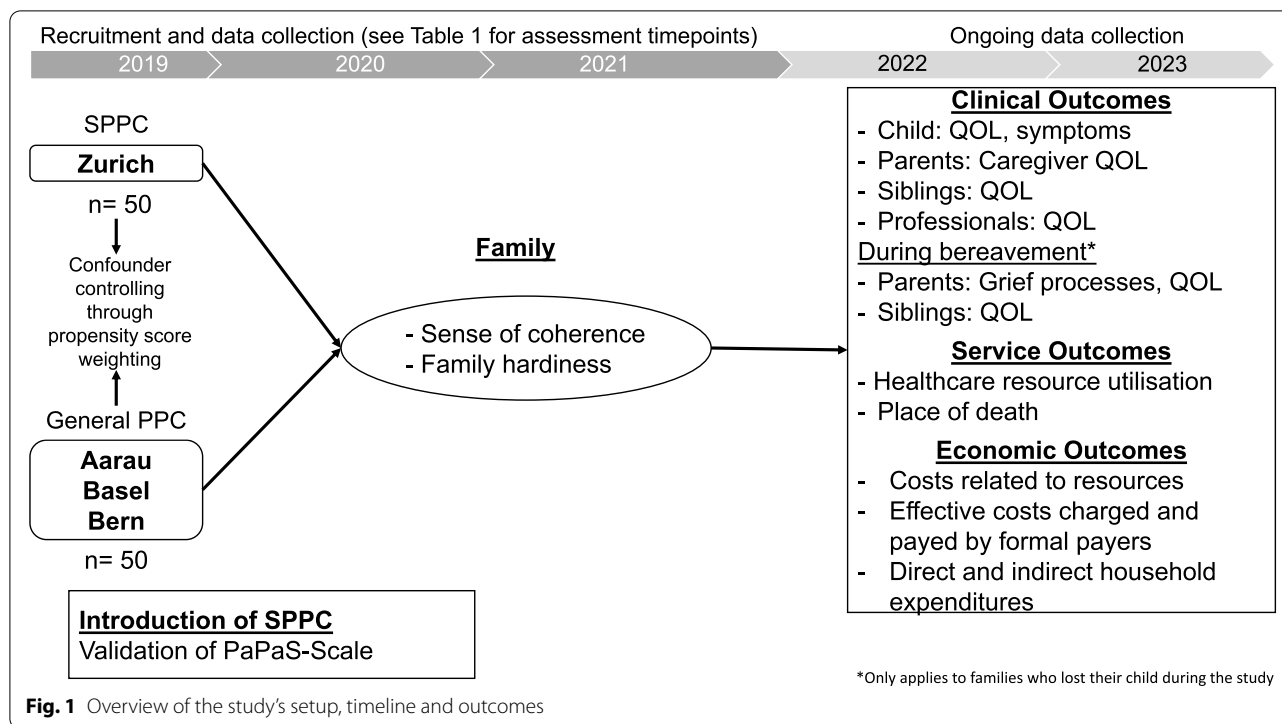 Recruitment and data collection (see Table 1 for assessment timepoints)
Ongoing data collection
2019
2020
2021
2022
2023
SPPC
Zurich
n= 50
Confounder
controlling
through
propensity score
weighting
General PPC
Aarau
Basel
Bern
n= 50
Introduction of SPPC
Validation of PaPaS-Scale
Family
- Sense of coherence
- Family hardiness
Clinical Outcomes
- Child: QOL, symptoms
- Parents: Caregiver QOL
- Siblings: QOL
- Professionals: QOL
During bereavement*
- Parents: Grief processes, QOL
- Siblings: QOL
Service Outcomes
- Healthcare resource utilisation
- Place of death
Economic Outcomes
- Costs related to resources
- Effective costs charged and
payed by formal payers
- Direct and indirect household
expenditures
*Only applies to families who lost their child during the study
Fig. 1 Overview of the study's setup, timeline and outcomes